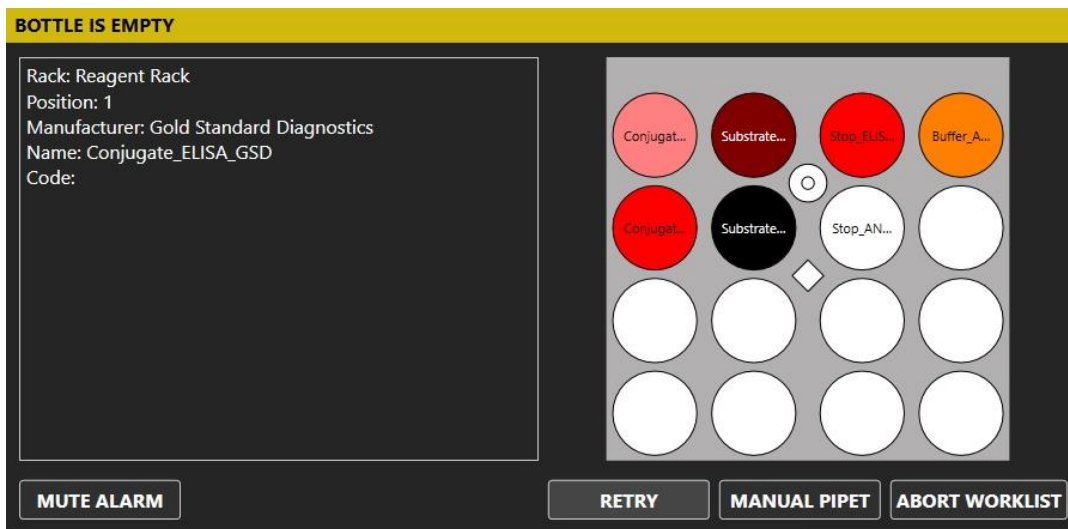 BOTTLE IS EMPTY
Rack: Reagent Rack
Position: 1
Manufacturer: Gold Standard Diagnostics
Name: Conjugate_ELISA_GSD
Code:
Conjugat... Substrate... Stop_ELIS... Buffer_A...
Conjugat... Substrate... Stop_AN...
MUTE ALARM RETRY MANUAL PIPET ABORT WORKLIST